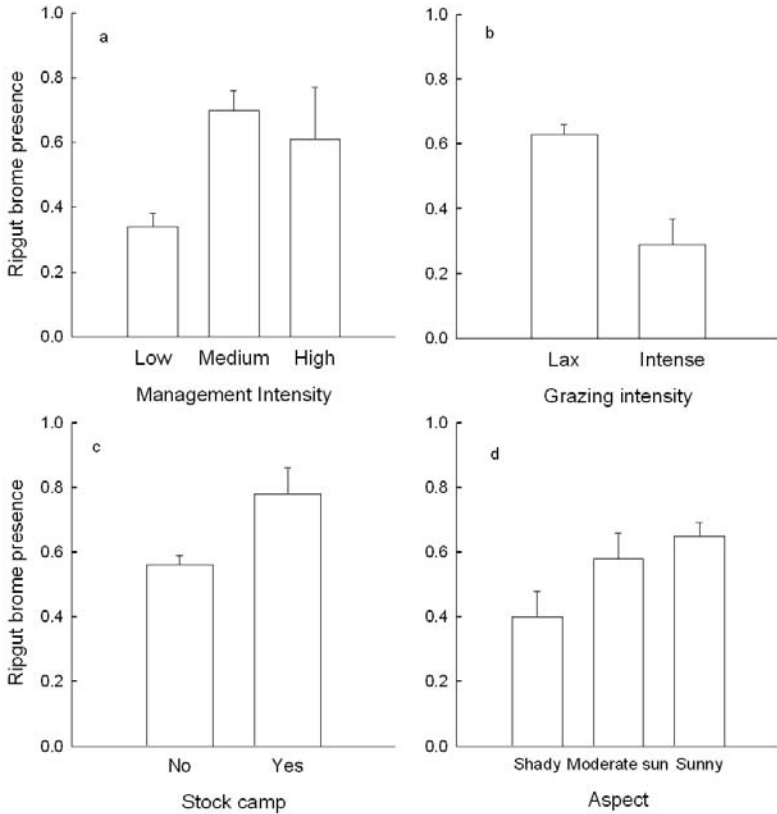 a
Ripgut brome presence
1.0
0.8
0.6
0.4
0.2
0.0
Low Medium High
Management Intensity
b
1.0
0.8
0.6
0.4
0.2
0.0
Lax Intense
Grazing intensity
c
Ripgut brome presence
1.0
0.8
0.6
0.4
0.2
0.0
No Yes
Stock camp
d
1.0
0.8
0.6
0.4
0.2
0.0
Shady Moderate sun Sunny
Aspect